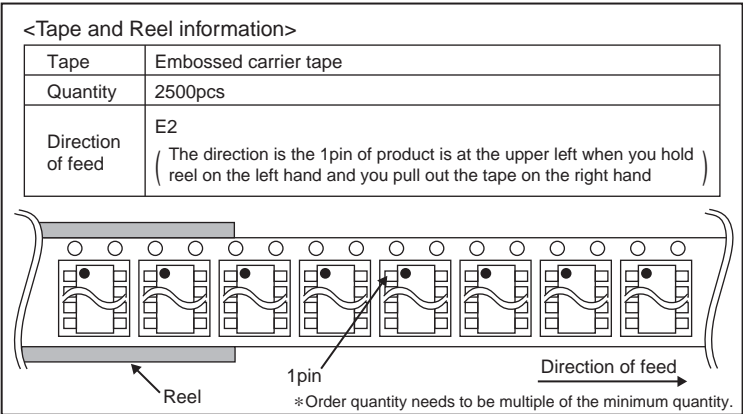 <Tape and Reel information>
Tape Embossed carrier tape
Quantity 2500pcs
Direction of feed E2
( The direction is the 1pin of product is at the upper left when you hold
reel on the left hand and you pull out the tape on the right hand )
1pin
Direction of feed
Reel
*Order quantity needs to be multiple of the minimum quantity.